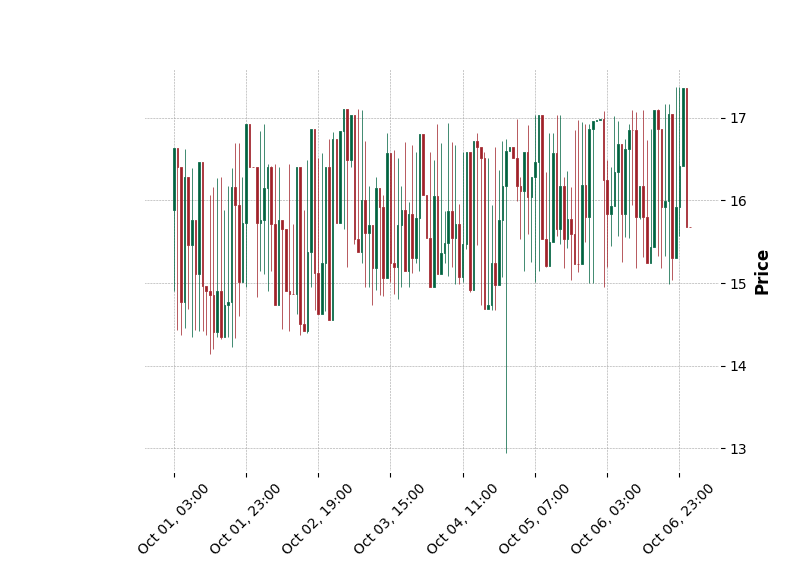 17
16
15
14
13
Price
Oct 01, 03:00
Oct 01, 23:00
Oct 02, 19:00
Oct 03, 15:00
Oct 04, 11:00
Oct 05, 07:00
Oct 06, 03:00
Oct 06, 23:00